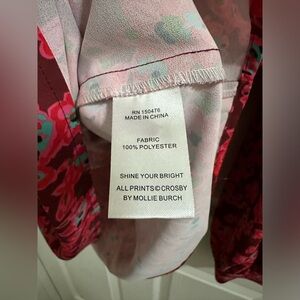 RN 150476
MADE IN CHINA
FABRIC
100% POLYESTER
SHINE YOUR BRIGHT
ALL PRINTS © CROSBY
BY MOLLIE BURCH